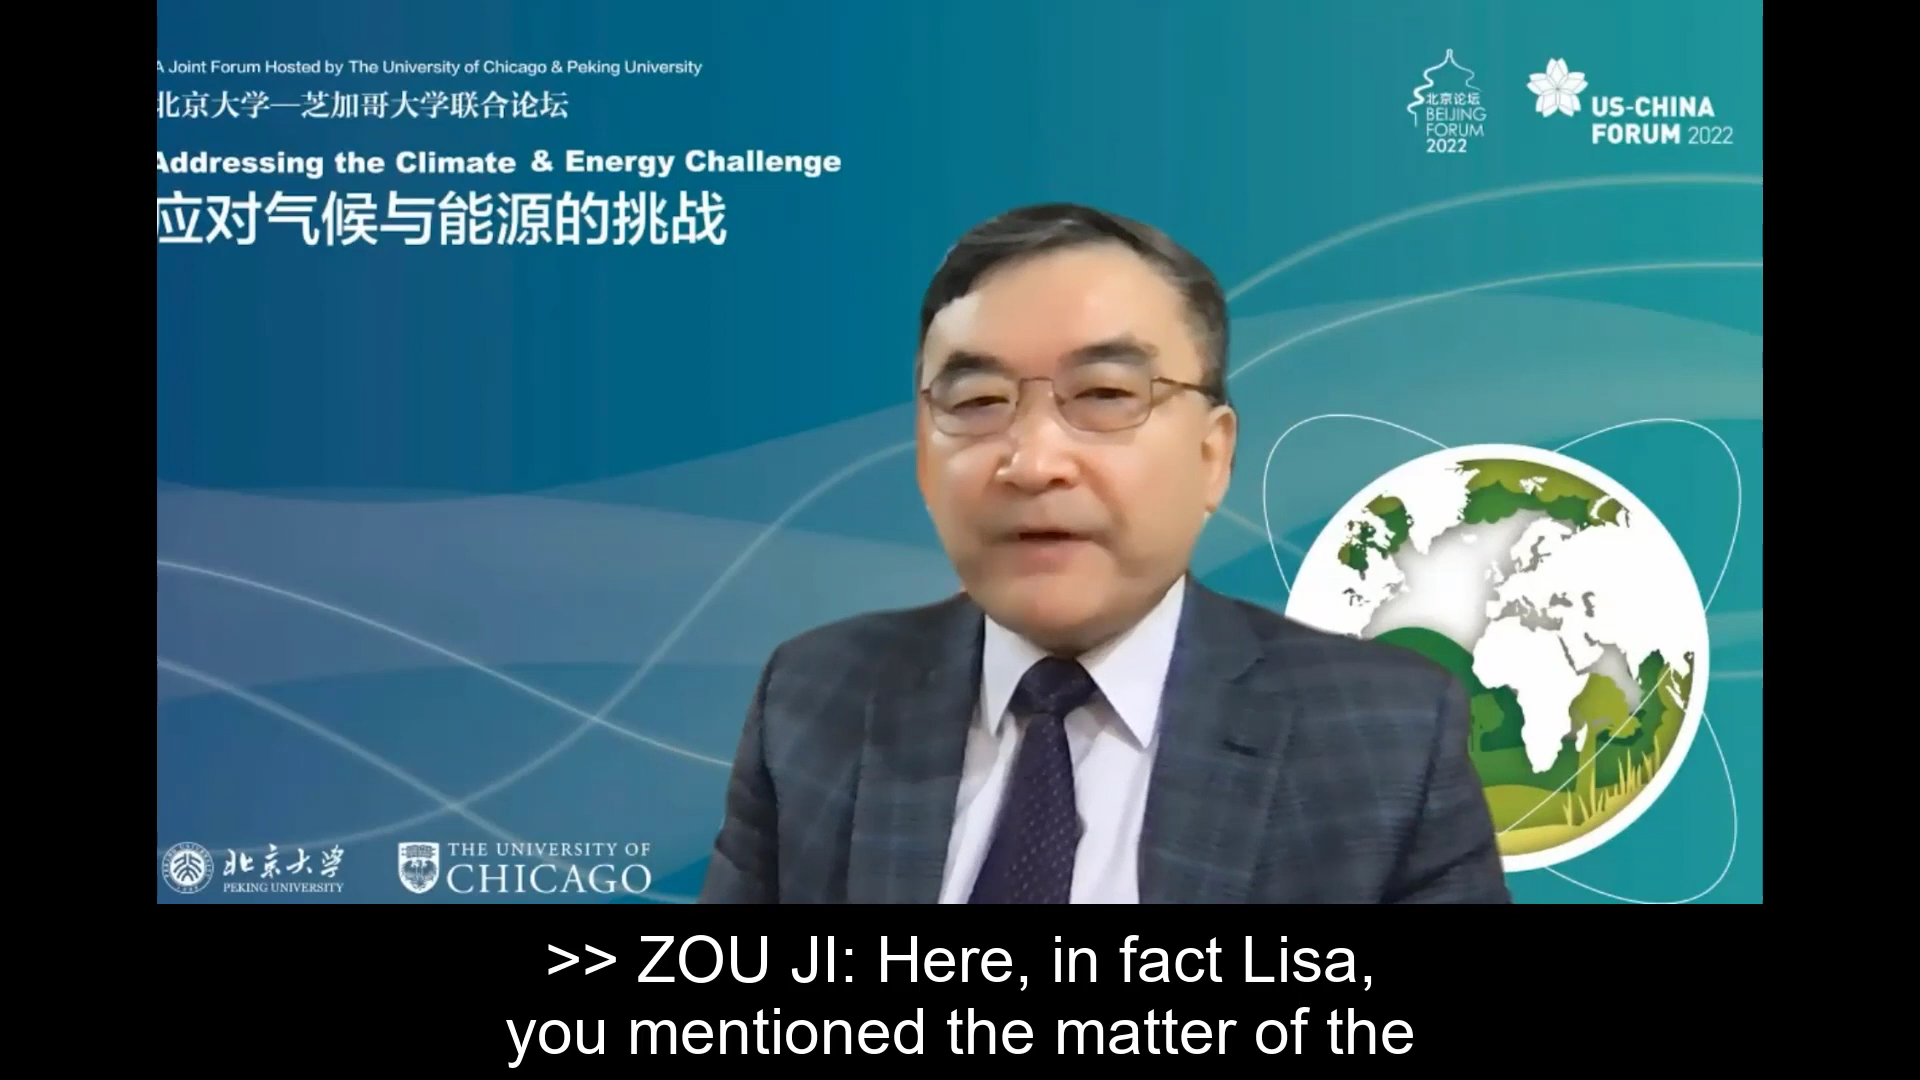 A Joint Forum Hosted by The University of Chicago & Peking University
北京大学—芝加哥大学联合论坛
Addressing the Climate & Energy Challenge
应对气候与能源的挑战
北京论坛
BEIJING
FORUM
2022
US-CHINA
FORUM 2022
北京大学
PEKING UNIVERSITY
THE UNIVERSITY OF
CHICAGO
>> ZOU JI: Here, in fact Lisa,
you mentioned the matter of the